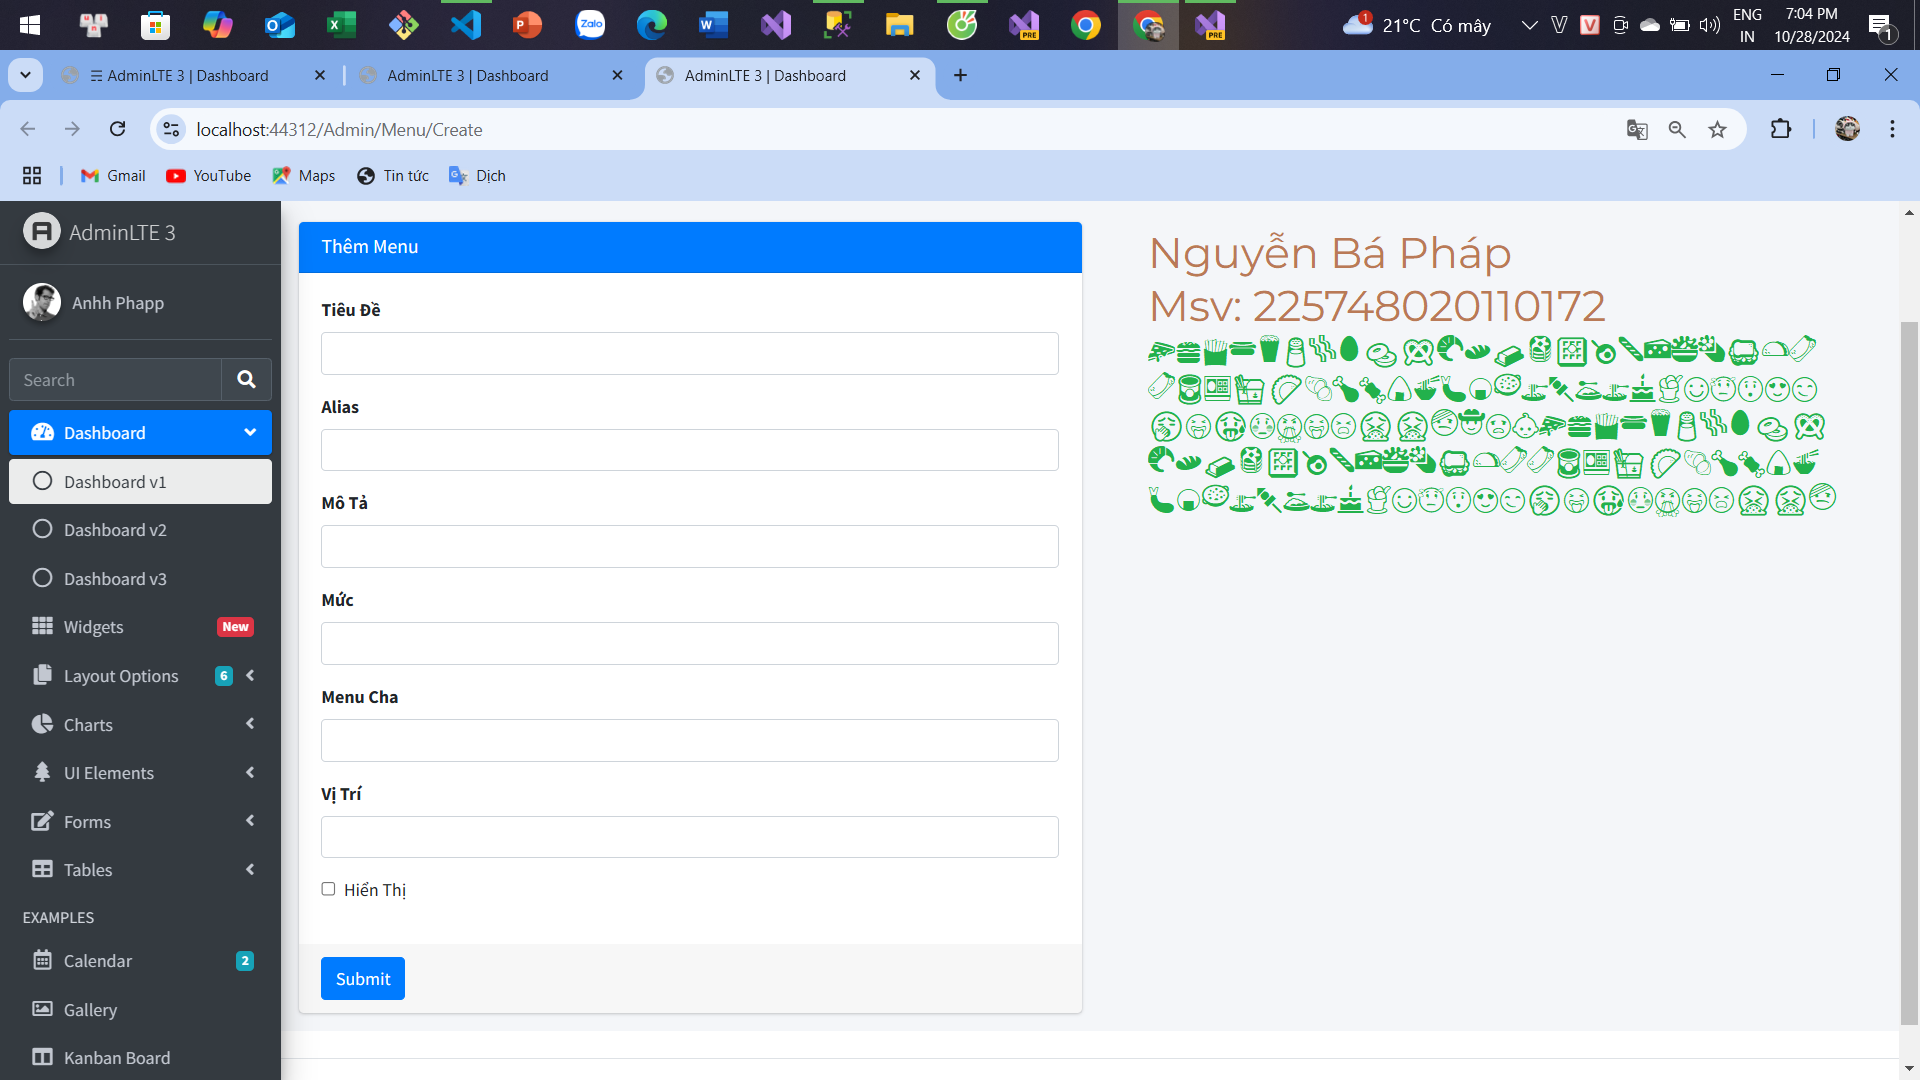 21°C Có mây
ENG
IN
7:04 PM
10/28/2024
1
1
☰ AdminLTE 3 | Dashboard
AdminLTE 3 | Dashboard
AdminLTE 3 | Dashboard
localhost:44312/Admin/Menu/Create
Gmail
YouTube
Maps
Tin tức
Dịch
AdminLTE 3
Anhh Phapp
Search
Dashboard
Dashboard v1
Dashboard v2
Dashboard v3
Widgets New
Layout Options 6
Charts
UI Elements
Forms
Tables
EXAMPLES
Calendar 2
Gallery
Kanban Board
Thêm Menu
Tiêu Đề
Alias
Mô Tả
Mức
Menu Cha
Vị Trí
Hiển Thị
Submit
Nguyễn Bá Pháp
Msv: 225748020110172